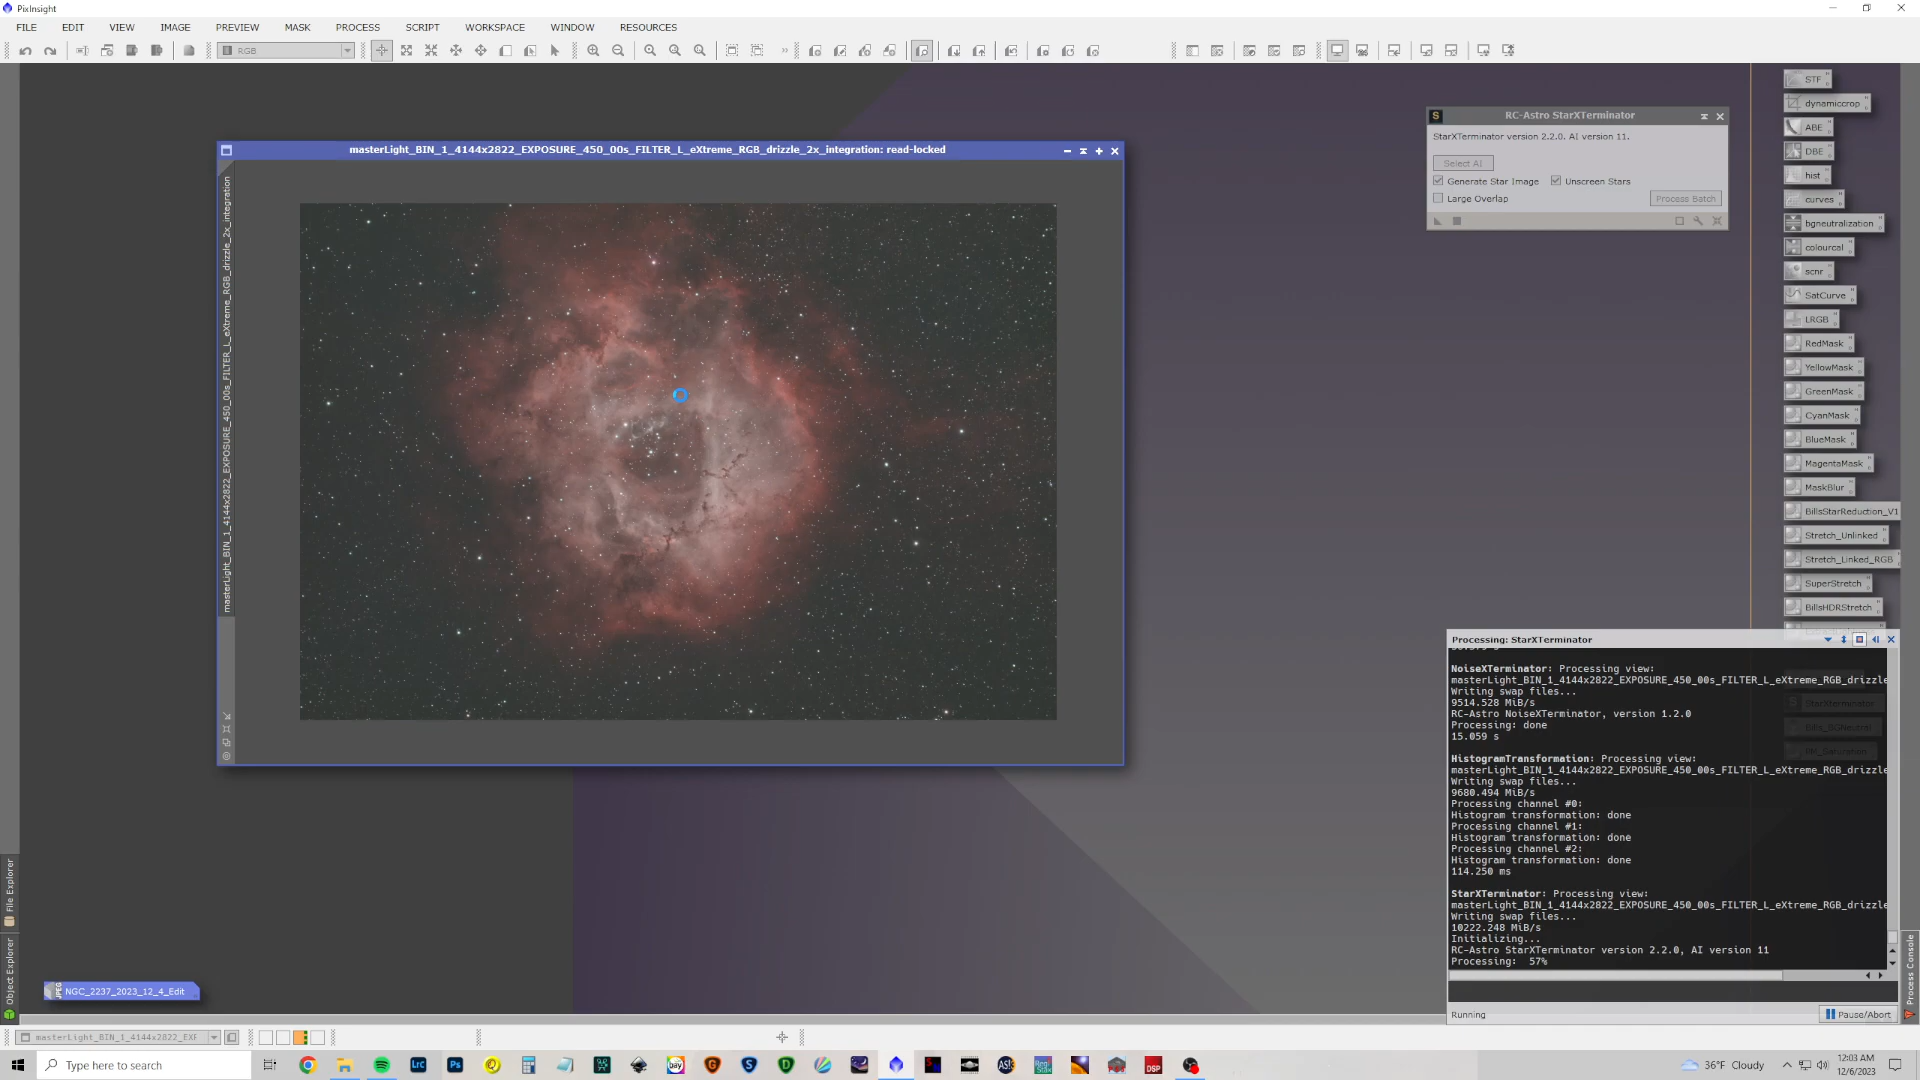 PixInsight
FILE EDIT VIEW IMAGE PREVIEW MASK PROCESS SCRIPT WORKSPACE WINDOW RESOURCES
RGB
masterLight_BIN_1_4144x2822_EXPOSURE_450_00s_FILTER_L_eXtreme_RGB_drizzle_2x_integration: read-locked
masterLight_BIN_1_4144x2822_EXPOSURE_450_00s_FILTER_L_eXtreme_RGB_drizzle_2x_integration
RC-Astro StarXTerminator
StarXTerminator version 2.2.0. AI version 11.
Select AI
Generate Star Image Unscreen Stars
Large Overlap Process Batch
STF
dynamiccrop
ABE
DBE
hist
curves
bgneutralization
colourcal
scnr
SatCurve
LRGB
RedMask
YellowMask
GreenMask
CyanMask
BlueMask
MagentaMask
MaskBlur
BillsStarReduction_V1
Stretch_Unlinked
Stretch_Linked_RGB
SuperStretch
BillsHDRStretch
StarXterminator
Bills_BGNeutral
Processing: StarXTerminator
NoiseXTerminator: Processing view:
masterLight_BIN_1_4144x2822_EXPOSURE_450_00s_FILTER_L_eXtreme_RGB_drizzle
Writing swap files...
9514.528 MiB/s
RC-Astro NoiseXTerminator, version 1.2.0
Processing: done
15.059 s
HistogramTransformation: Processing view:
masterLight_BIN_1_4144x2822_EXPOSURE_450_00s_FILTER_L_eXtreme_RGB_drizzle
Writing swap files...
9680.494 MiB/s
Processing channel #0:
Histogram transformation: done
Processing channel #1:
Histogram transformation: done
Processing channel #2:
Histogram transformation: done
114.250 ms
StarXTerminator: Processing view:
masterLight_BIN_1_4144x2822_EXPOSURE_450_00s_FILTER_L_eXtreme_RGB_drizzle
Writing swap files...
10222.248 MiB/s
Initializing...
RC-Astro StarXTerminator version 2.2.0, AI version 11
Processing: 57%
Running Pause/Abort
Process Console
File Explorer
Object Explorer
JPEG NGC_2237_2023_12_4_Edit
masterLight_BIN_1_4144x2822_EXF
Type here to search
LrC
Ps
DSP
36°F Cloudy
12:03 AM
12/6/2023